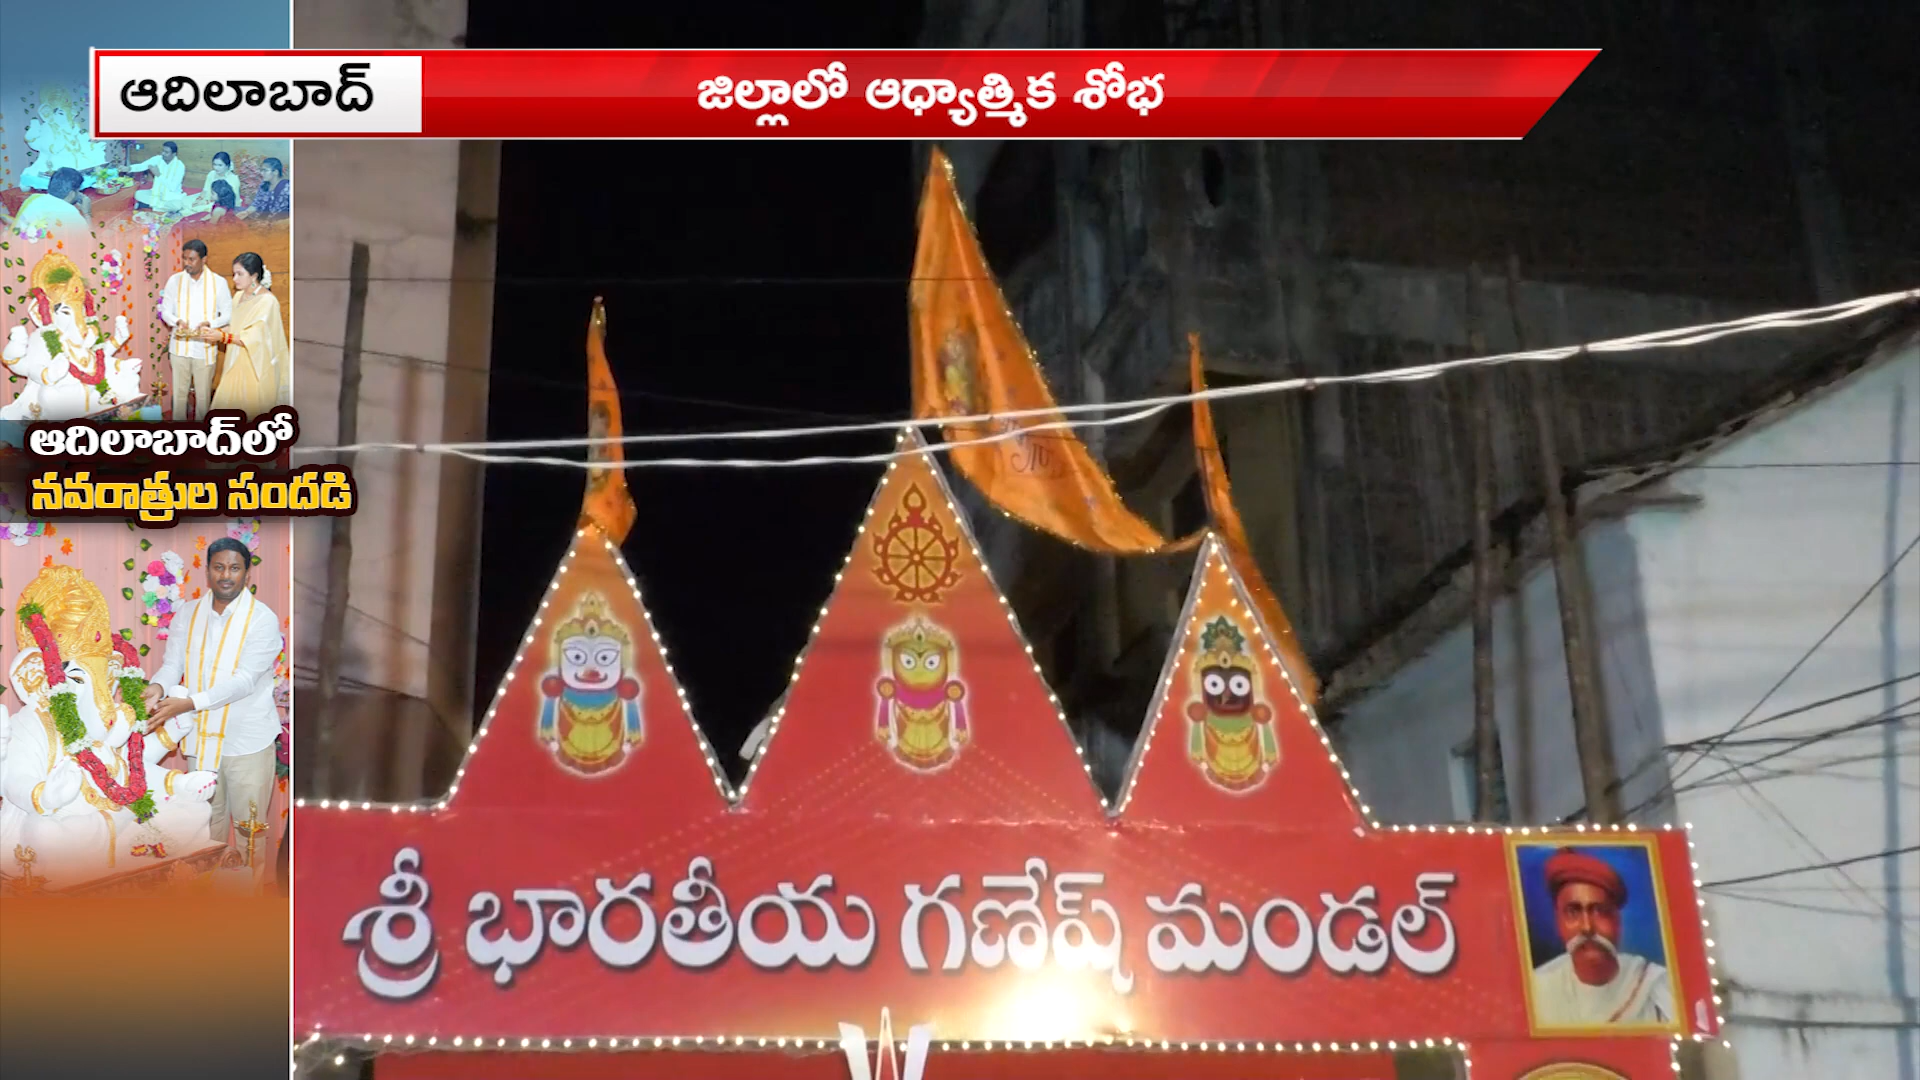 ఆదిలాబాద్
జిల్లాలో ఆధ్యాత్మిక శోభ
ఆదిలాబాద్‌లో
నవరాత్రుల సందడి
శ్రీ భారతీయ గణేష్ మండల్